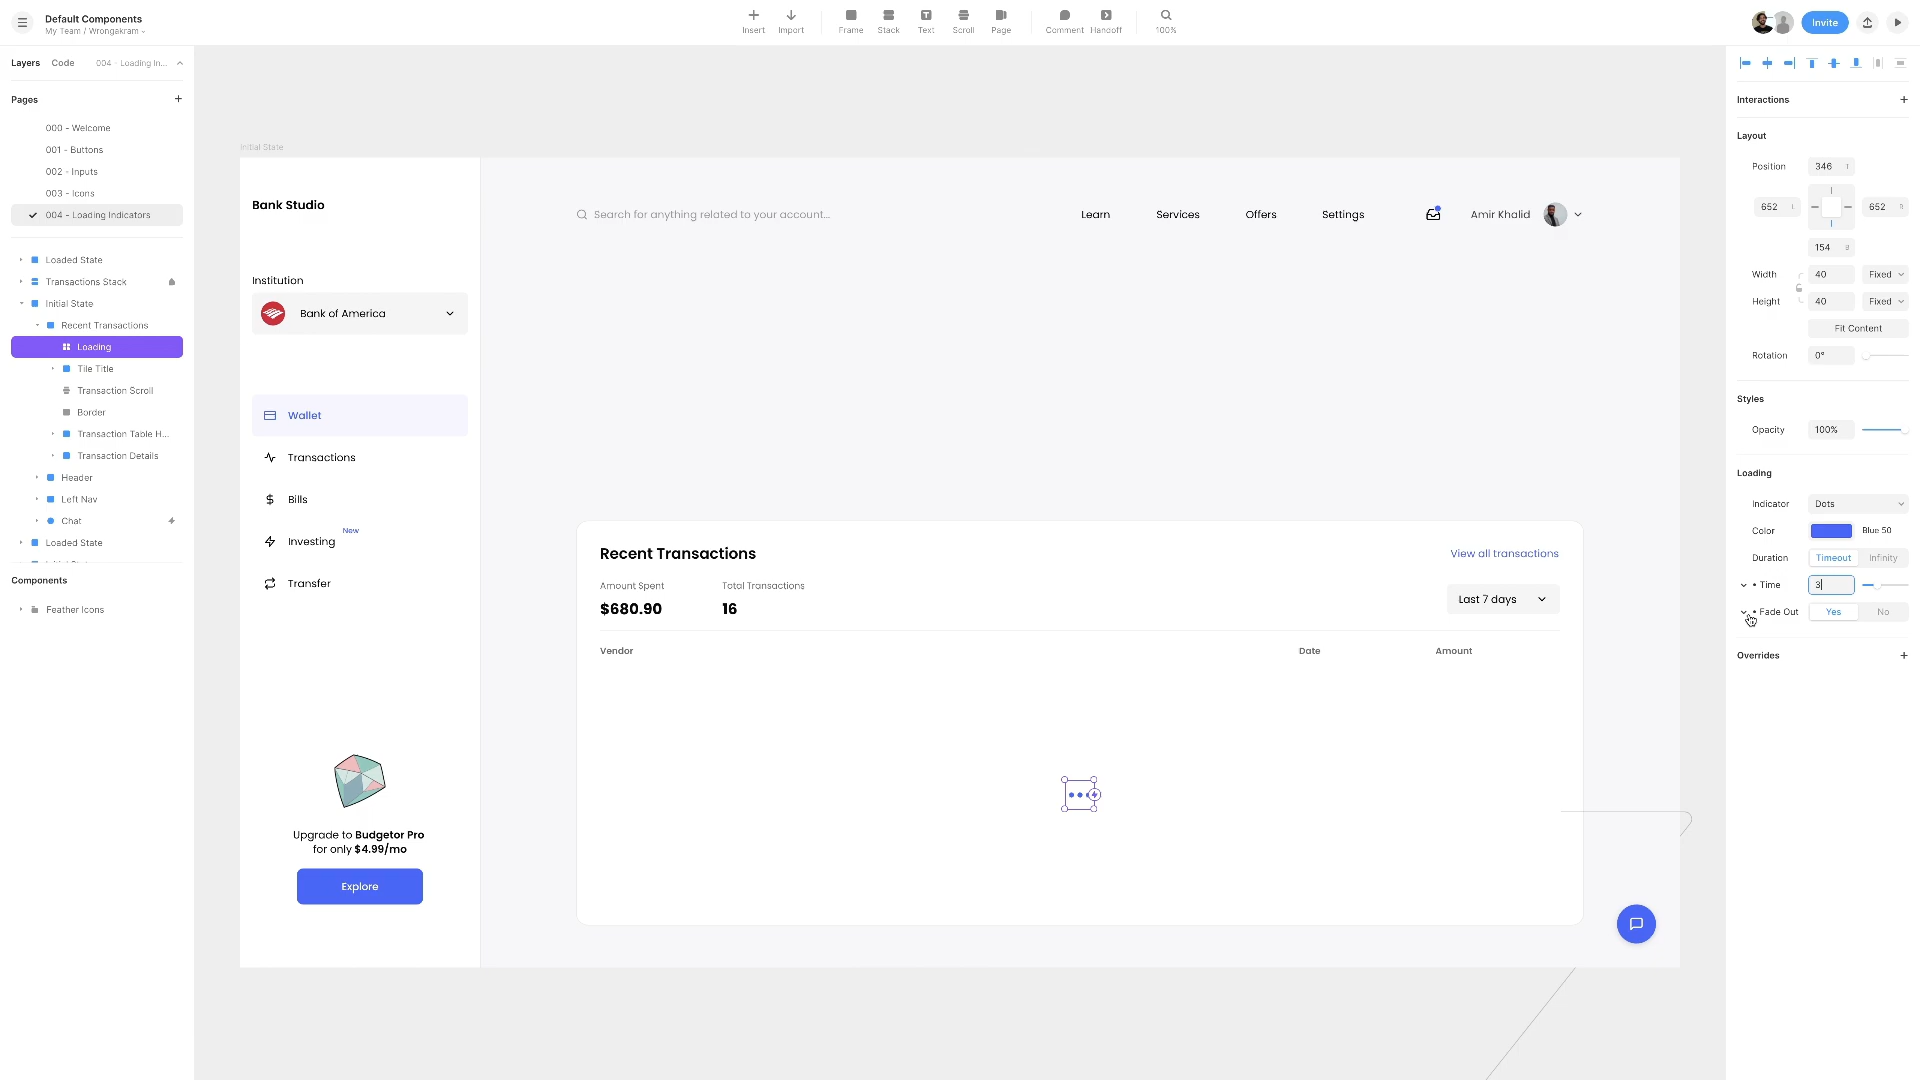 Default Components
My Team / Wrongakram
Insert
Import
Frame
Stack
Text
Scroll
Page
Comment
Handoff
100%
Invite
Layers
Code
004 - Loading In...
Pages
000 - Welcome
001 - Buttons
002 - Inputs
003 - Icons
004 - Loading Indicators
Loaded State
Transactions Stack
Initial State
Recent Transactions
Loading
Tile Title
Transaction Scroll
Border
Transaction Table H...
Transaction Details
Header
Left Nav
Chat
Loaded State
Components
Feather Icons
Initial State
Bank Studio
Institution
Bank of America
Wallet
Transactions
Bills
New
Investing
Transfer
Upgrade to Budgetor Pro
for only $4.99/mo
Explore
Search for anything related to your account...
Learn
Services
Offers
Settings
Amir Khalid
Recent Transactions
View all transactions
Amount Spent
Total Transactions
$680.90
16
Last 7 days
Vendor
Date
Amount
Interactions
Layout
Position
346 T
652 L
652 R
154 B
Width
40
Fixed
Height
40
Fixed
Fit Content
Rotation
0°
Styles
Opacity
100%
Loading
Indicator
Dots
Color
Blue 50
Duration
Timeout
Infinity
• Time
3
• Fade Out
Yes
No
Overrides